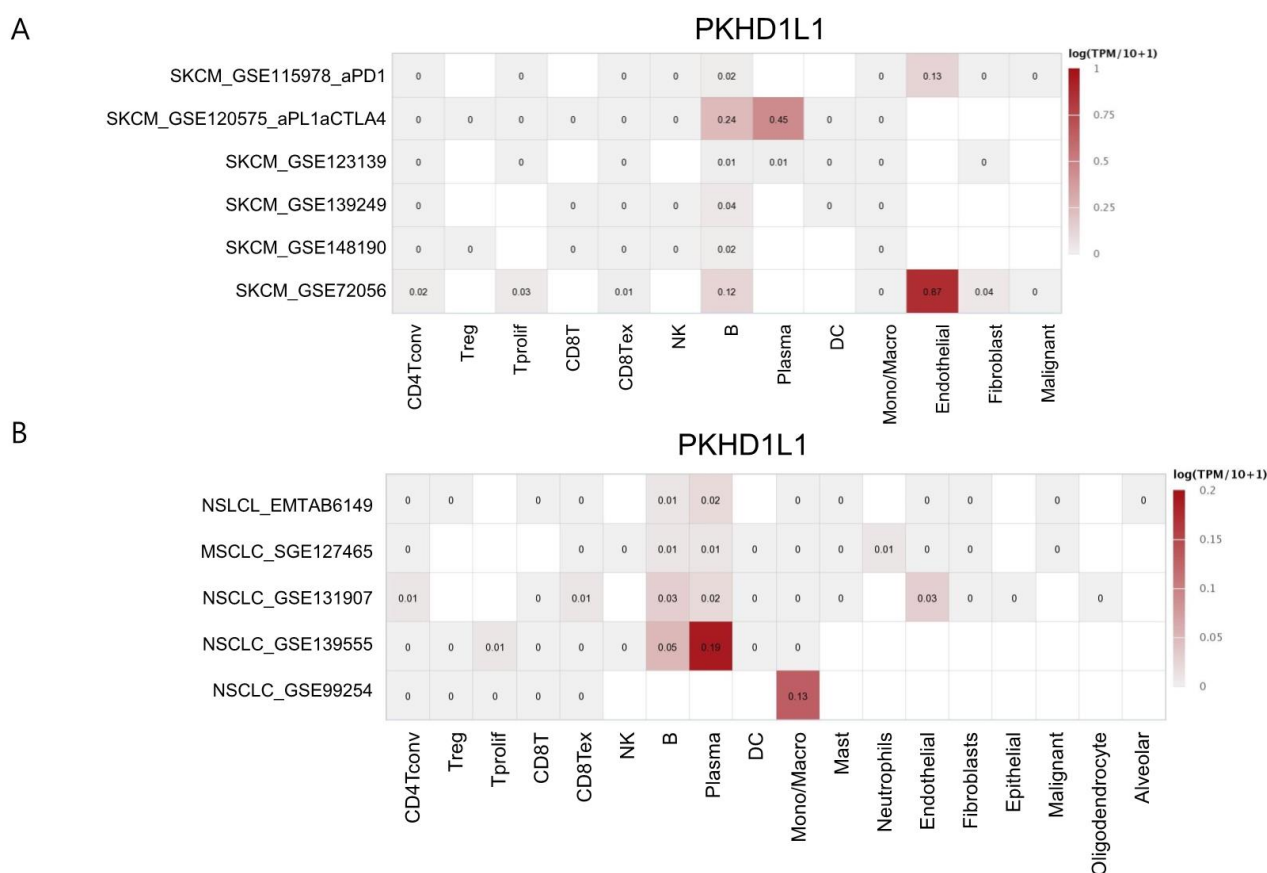 A
PKHD1L1
log(TPM/10+1)
1
0.75
0.5
0.25
0
SKCM_GSE115978_aPD1 0 0 0 0 0.02 0 0.13 0 0
SKCM_GSE120575_aPL1aCTLA4 0 0 0 0 0 0 0.24 0.45 0 0
SKCM_GSE123139 0 0 0 0.01 0.01 0 0 0
SKCM_GSE139249 0 0 0 0 0.04 0 0
SKCM_GSE148190 0 0 0 0 0 0.02 0
SKCM_GSE72056 0.02 0.03 0.01 0.12 0 0.87 0.04 0
CD4Tconv
Treg
Tprolif
CD8T
CD8Tex
NK
B
Plasma
DC
Mono/Macro
Endothelial
Fibroblast
Malignant
B
PKHD1L1
log(TPM/10+1)
0.2
0.15
0.1
0.05
0
NSLCL_EMTAB6149 0 0 0 0 0.01 0.02 0 0 0 0 0 0
MSCLC_SGE127465 0 0 0 0.01 0.01 0 0 0 0.01 0 0 0
NSCLC_GSE131907 0.01 0 0.01 0.03 0.02 0 0 0 0.03 0 0 0
NSCLC_GSE139555 0 0 0.01 0 0 0 0.05 0.19 0 0
NSCLC_GSE99254 0 0 0 0 0 0.13
CD4Tconv
Treg
Tprolif
CD8T
CD8Tex
NK
B
Plasma
DC
Mono/Macro
Mast
Neutrophils
Endothelial
Fibroblasts
Epithelial
Malignant
Oligodendrocyte
Alveolar